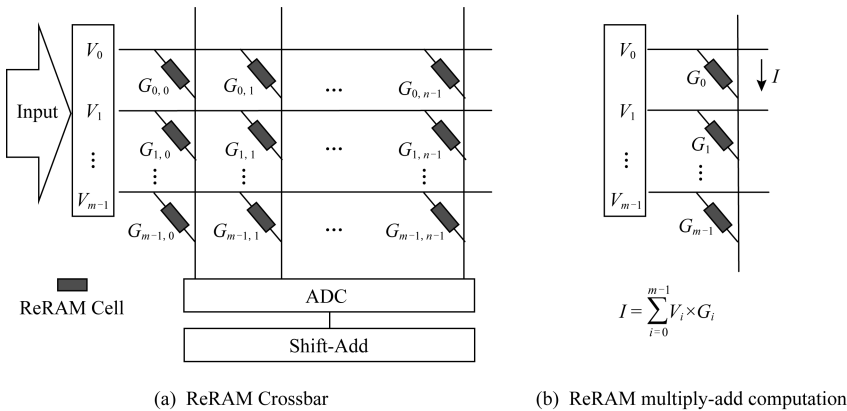 V0
G0, 0 G0, 1 ... G0, n−1
Input
V1
G1, 0 G1, 1 ... G1, n−1
⋮ ⋮ ⋮ ⋮
Vm−1
Gm−1, 0 Gm−1, 1 ... Gm−1, n−1
ReRAM Cell
ADC
Shift-Add
(a) ReRAM Crossbar
V0
G0
I
V1
G1
⋮ ⋮
Vm−1
Gm−1
I = ∑_{i=0}^{m−1} Vi×Gi
(b) ReRAM multiply-add computation